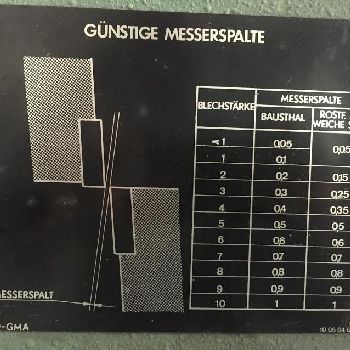 GÜNSTIGE MESSERSPALTE
BLECHSTÄRKE MESSERSPALTE
BAUSTHAL ROSTF.
WEICHE
<1 0,05 0,05
1 0,1
2 0,2 0,15
3 0,3 0,25
4 0,4 0,35
5 0,5 0,5
6 0,6 0,6
7 0,7 0,7
8 0,8 0,8
9 0,9 0,9
10 1 1
MESSERSPALT
-GMA
10 05 04